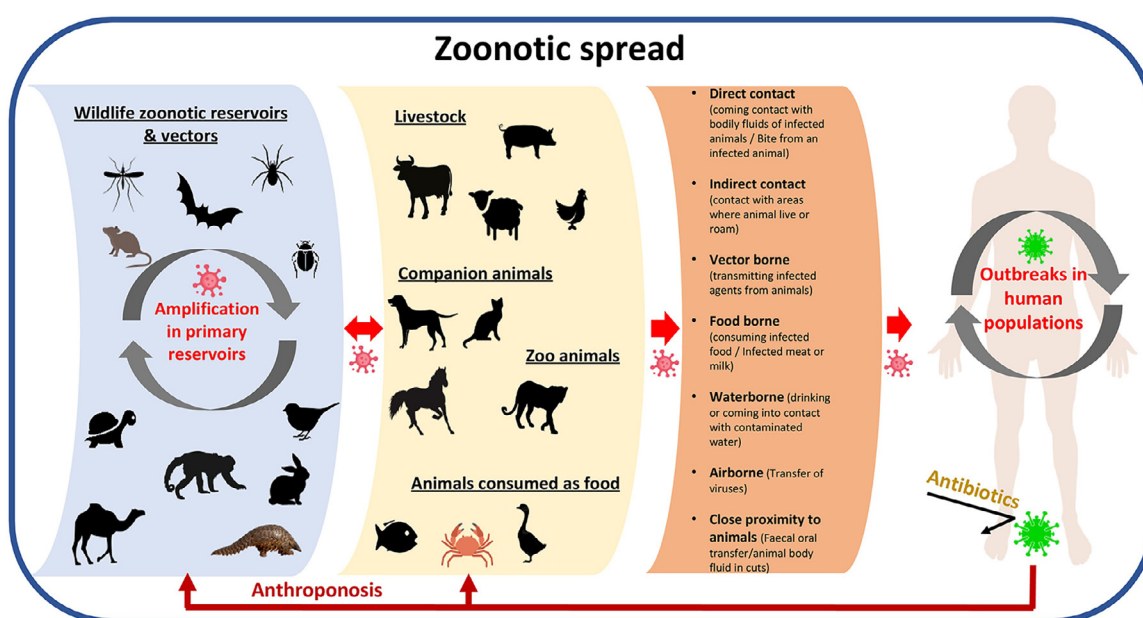 Zoonotic spread
Wildlife zoonotic reservoirs
& vectors
Amplification
in primary
reservoirs
Livestock
Companion animals
Zoo animals
Animals consumed as food
• Direct contact
(coming contact with
bodily fluids of infected
animals / Bite from an
infected animal)
• Indirect contact
(contact with areas
where animal live or
roam)
• Vector borne
(transmitting infected
agents from animals)
• Food borne
(consuming infected
food / Infected meat or
milk)
• Waterborne (drinking
or coming into contact
with contaminated
water)
• Airborne (Transfer of
viruses)
• Close proximity to
animals (Faecal oral
transfer/animal body
fluid in cuts)
Outbreaks in
human
populations
Antibiotics
Anthroponosis